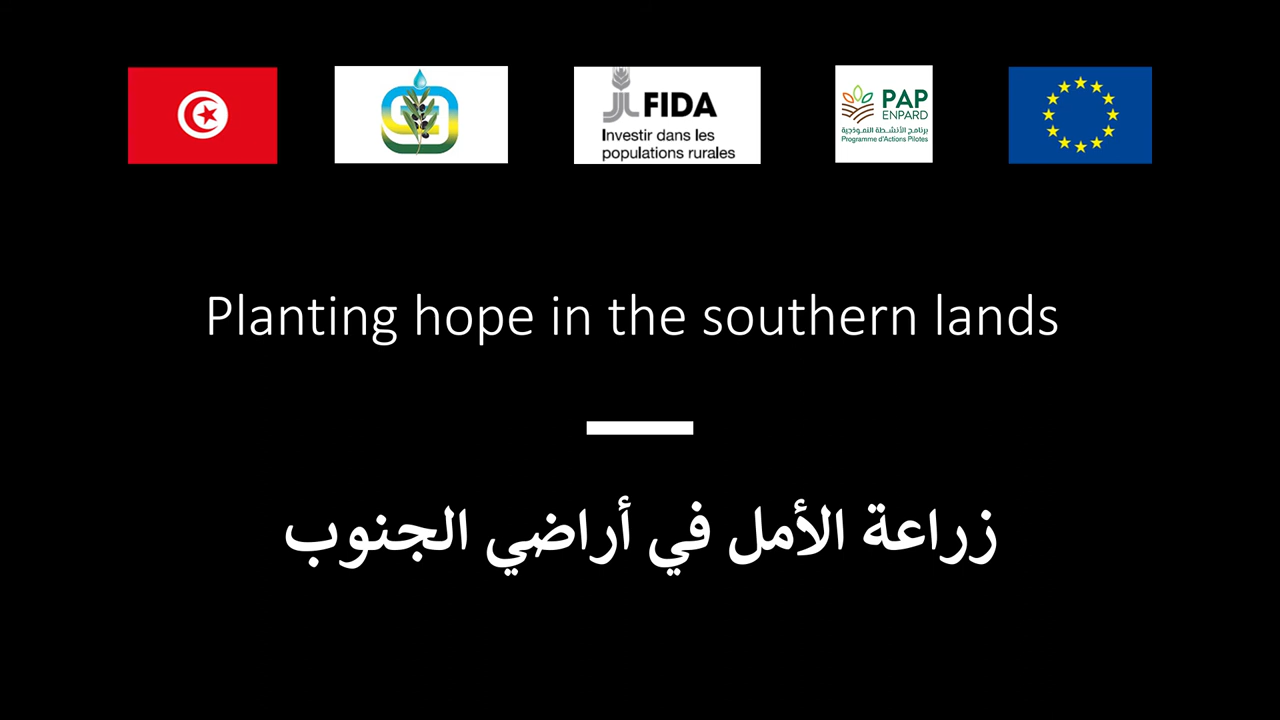 FIDA
Investir dans les
populations rurales
PAP
ENPARD
برنامج الأنشطة النموذجية
Programme d'Actions Pilotes
Planting hope in the southern lands
زراعة الأمل في أراضي الجنوب